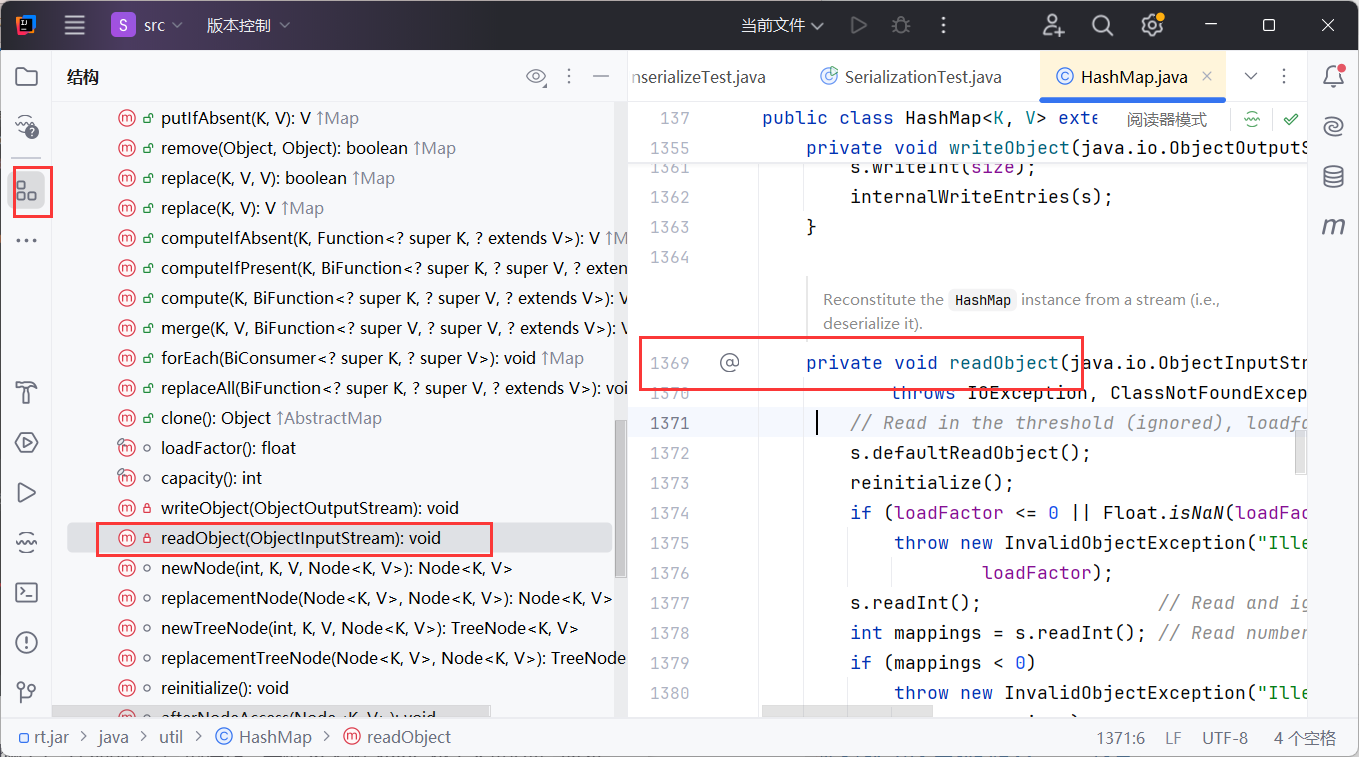 S src 版本控制 当前文件
结构
nserializeTest.java SerializationTest.java HashMap.java
putIfAbsent(K, V): V ↑Map
remove(Object, Object): boolean ↑Map
replace(K, V, V): boolean ↑Map
replace(K, V): V ↑Map
computeIfAbsent(K, Function<? super K, ? extends V>): V ↑M
computeIfPresent(K, BiFunction<? super K, ? super V, ? exten
compute(K, BiFunction<? super K, ? super V, ? extends V>): V
merge(K, V, BiFunction<? super V, ? super V, ? extends V>): V
forEach(BiConsumer<? super K, ? super V>): void ↑Map
replaceAll(BiFunction<? super K, ? super V, ? extends V>): voi
clone(): Object ↑AbstractMap
loadFactor(): float
capacity(): int
writeObject(ObjectOutputStream): void
readObject(ObjectInputStream): void
newNode(int, K, V, Node<K, V>): Node<K, V>
replacementNode(Node<K, V>, Node<K, V>): Node<K, V>
newTreeNode(int, K, V, Node<K, V>): TreeNode<K, V>
replacementTreeNode(Node<K, V>, Node<K, V>): TreeNode
reinitialize(): void
afterNodeAccess(Node<K, V>): void
137 public class HashMap<K, V> exte 阅读器模式
1355 private void writeObject(java.io.ObjectOutputS
1361 s.writeInt(size);
1362 internalWriteEntries(s);
1363 }
1364
Reconstitute the HashMap instance from a stream (i.e.,
deserialize it).
1369 @ private void readObject(java.io.ObjectInputStr
1370 throws IOException, ClassNotFoundExcep
1371 // Read in the threshold (ignored), loadfa
1372 s.defaultReadObject();
1373 reinitialize();
1374 if (loadFactor <= 0 || Float.isNaN(loadFac
1375 throw new InvalidObjectException("Ille
1376 loadFactor);
1377 s.readInt(); // Read and ig
1378 int mappings = s.readInt(); // Read number
1379 if (mappings < 0)
1380 throw new InvalidObjectException("Ille
rt.jar > java > util > HashMap > readObject
1371:6 LF UTF-8 4 个空格